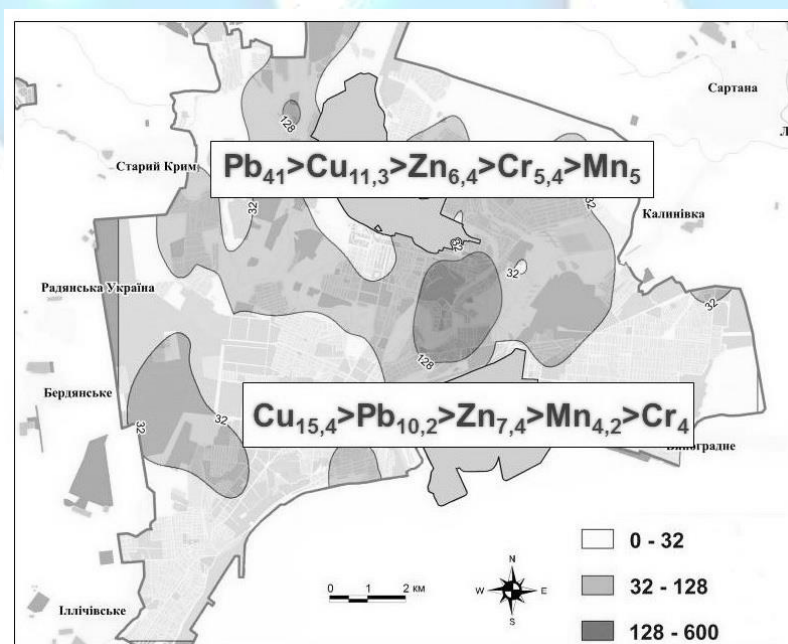 Сартана
128
Старий Крим
Pb41>Cu11,3>Zn6,4>Cr5,4>Mn5
32
32
Калинівка
32
32
Радянська Україна
32
128
Бердянське
32
32
Cu15,4>Pb10,2>Zn7,4>Mn4,2>Cr4
0 - 32
N
W E
S
0 1 2 км
32 - 128
Іллічівське
128 - 600